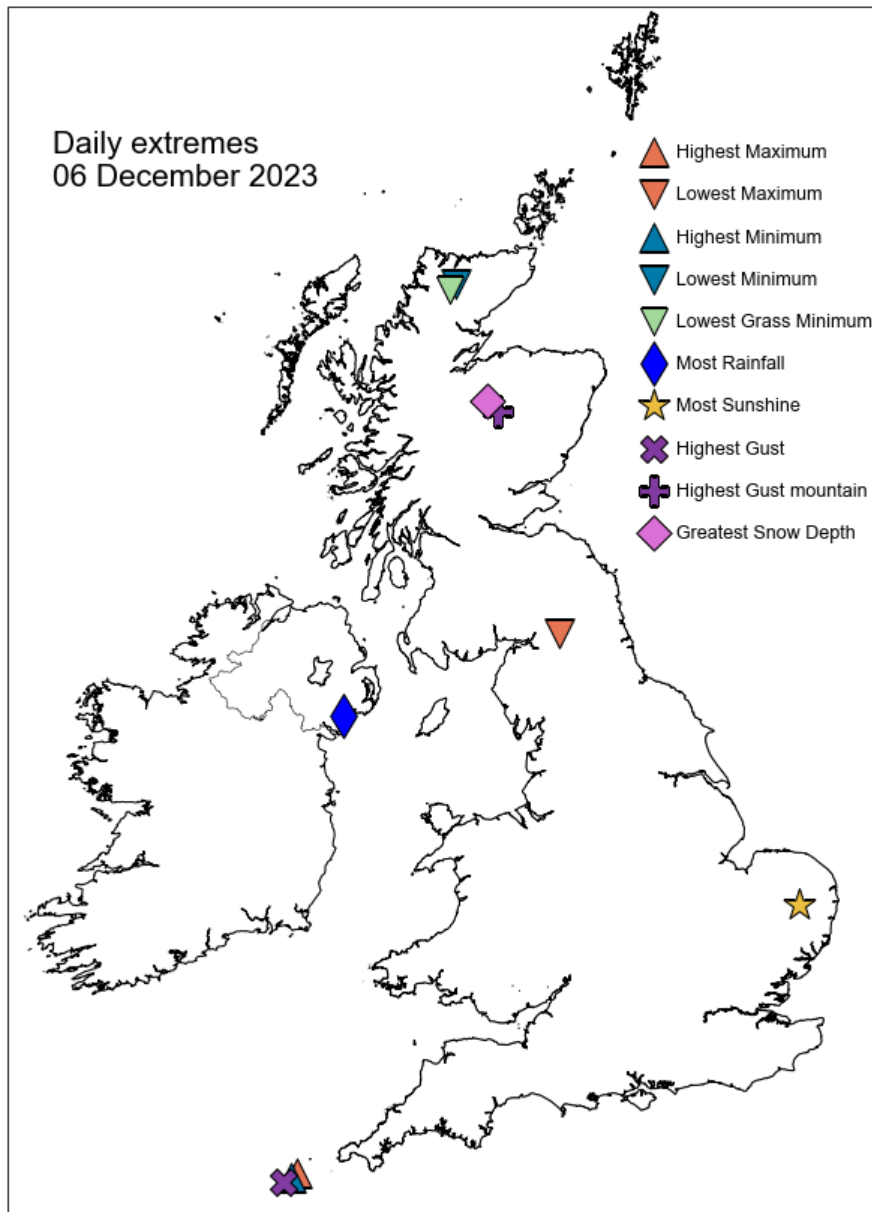 Daily extremes
06 December 2023
Highest Maximum
Lowest Maximum
Highest Minimum
Lowest Minimum
Lowest Grass Minimum
Most Rainfall
Most Sunshine
Highest Gust
Highest Gust mountain
Greatest Snow Depth